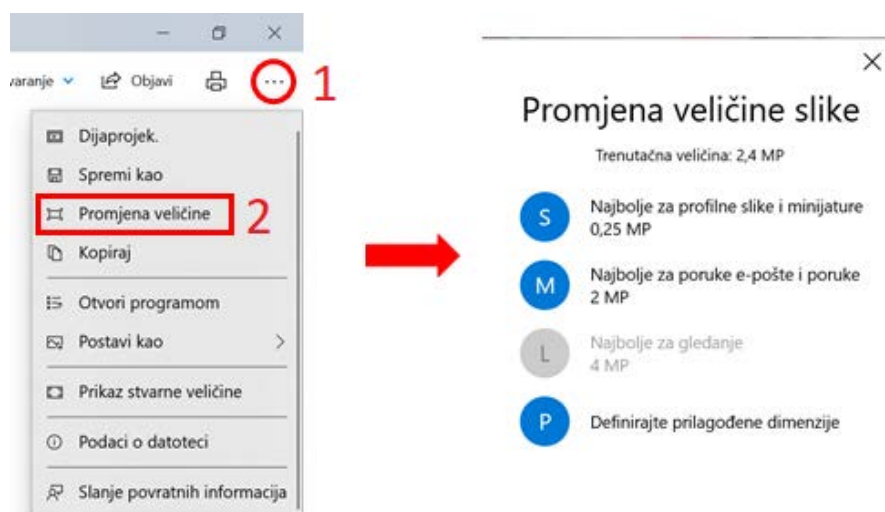 Objavi
1
Dijaprojek.
Spremi kao
Promjena veličine
2
Kopiraj
Otvori programom
Postavi kao
Prikaz stvarne veličine
Podaci o datoteci
Slanje povratnih informacija
Promjena veličine slike
Trenutačna veličina: 2,4 MP
S
Najbolje za profilne slike i minijature
0,25 MP
M
Najbolje za poruke e-pošte i poruke
2 MP
L
Najbolje za gledanje
4 MP
P
Definirajte prilagođene dimenzije